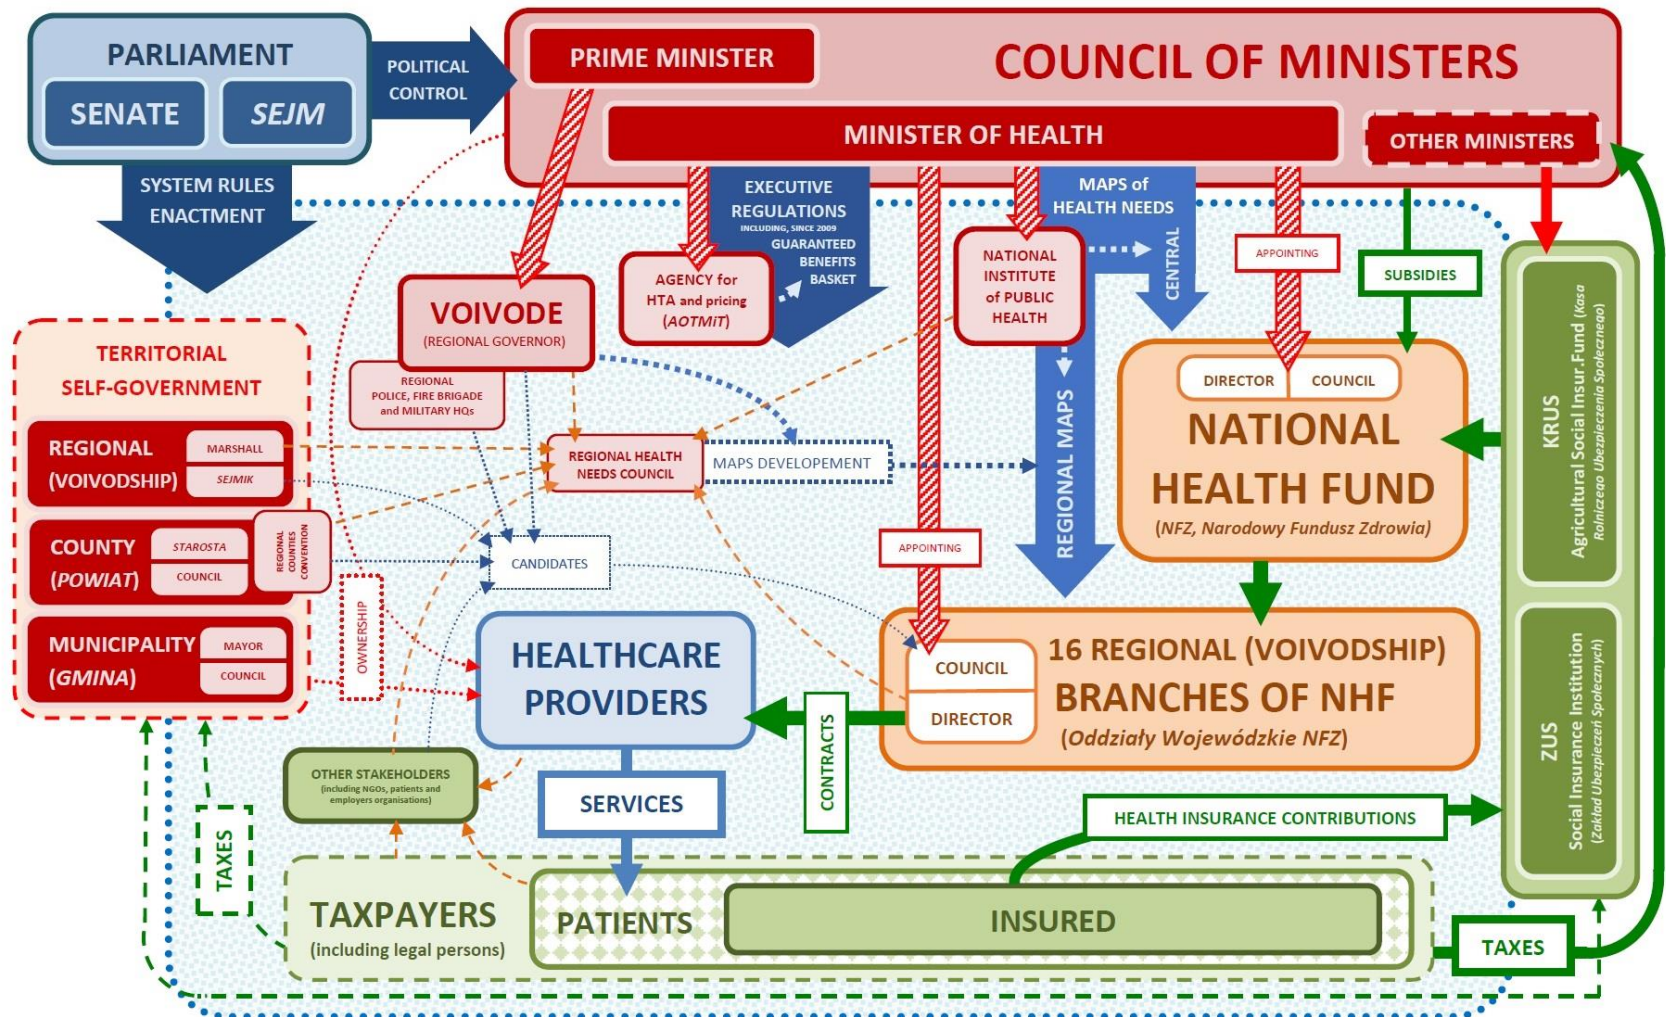 PARLIAMENT
SENATE
SEJM
POLITICAL
CONTROL
PRIME MINISTER
COUNCIL OF MINISTERS
MINISTER OF HEALTH
OTHER MINISTERS
SYSTEM RULES
ENACTMENT
EXECUTIVE
REGULATIONS
INCLUDING, SINCE 2009
GUARANTEED
BENEFITS
BASKET
MAPS of
HEALTH NEEDS
CENTRAL
REGIONAL MAPS
APPOINTING
SUBSIDIES
VOIVODE
(REGIONAL GOVERNOR)
REGIONAL
POLICE, FIRE BRIGADE
and MILITARY HQs
AGENCY for
HTA and pricing
(AOTMiT)
NATIONAL
INSTITUTE
of PUBLIC
HEALTH
TERRITORIAL
SELF-GOVERNMENT
REGIONAL
(VOIVODSHIP)
MARSHALL
SEJMIK
COUNTY
(POWIAT)
STAROSTA
COUNCIL
REGIONAL
COUNTIES
CONVENTION
MUNICIPALITY
(GMINA)
MAYOR
COUNCIL
OWNERSHIP
REGIONAL HEALTH
NEEDS COUNCIL
MAPS DEVELOPEMENT
CANDIDATES
APPOINTING
DIRECTOR
COUNCIL
NATIONAL
HEALTH FUND
(NFZ, Narodowy Fundusz Zdrowia)
KRUS
Agricultural Social Insur.Fund (Kasa
Rolniczego Ubezpieczenia Społecznego)
ZUS
Social Insurance Institution
(Zakład Ubezpieczeń Społecznych)
HEALTHCARE
PROVIDERS
COUNCIL
DIRECTOR
16 REGIONAL (VOIVODSHIP)
BRANCHES OF NHF
(Oddziały Wojewódzkie NFZ)
CONTRACTS
OTHER STAKEHOLDERS
(including NGOs, patients and
employers organisations)
SERVICES
HEALTH INSURANCE CONTRIBUTIONS
TAXES
TAXPAYERS
(including legal persons)
PATIENTS
INSURED
TAXES